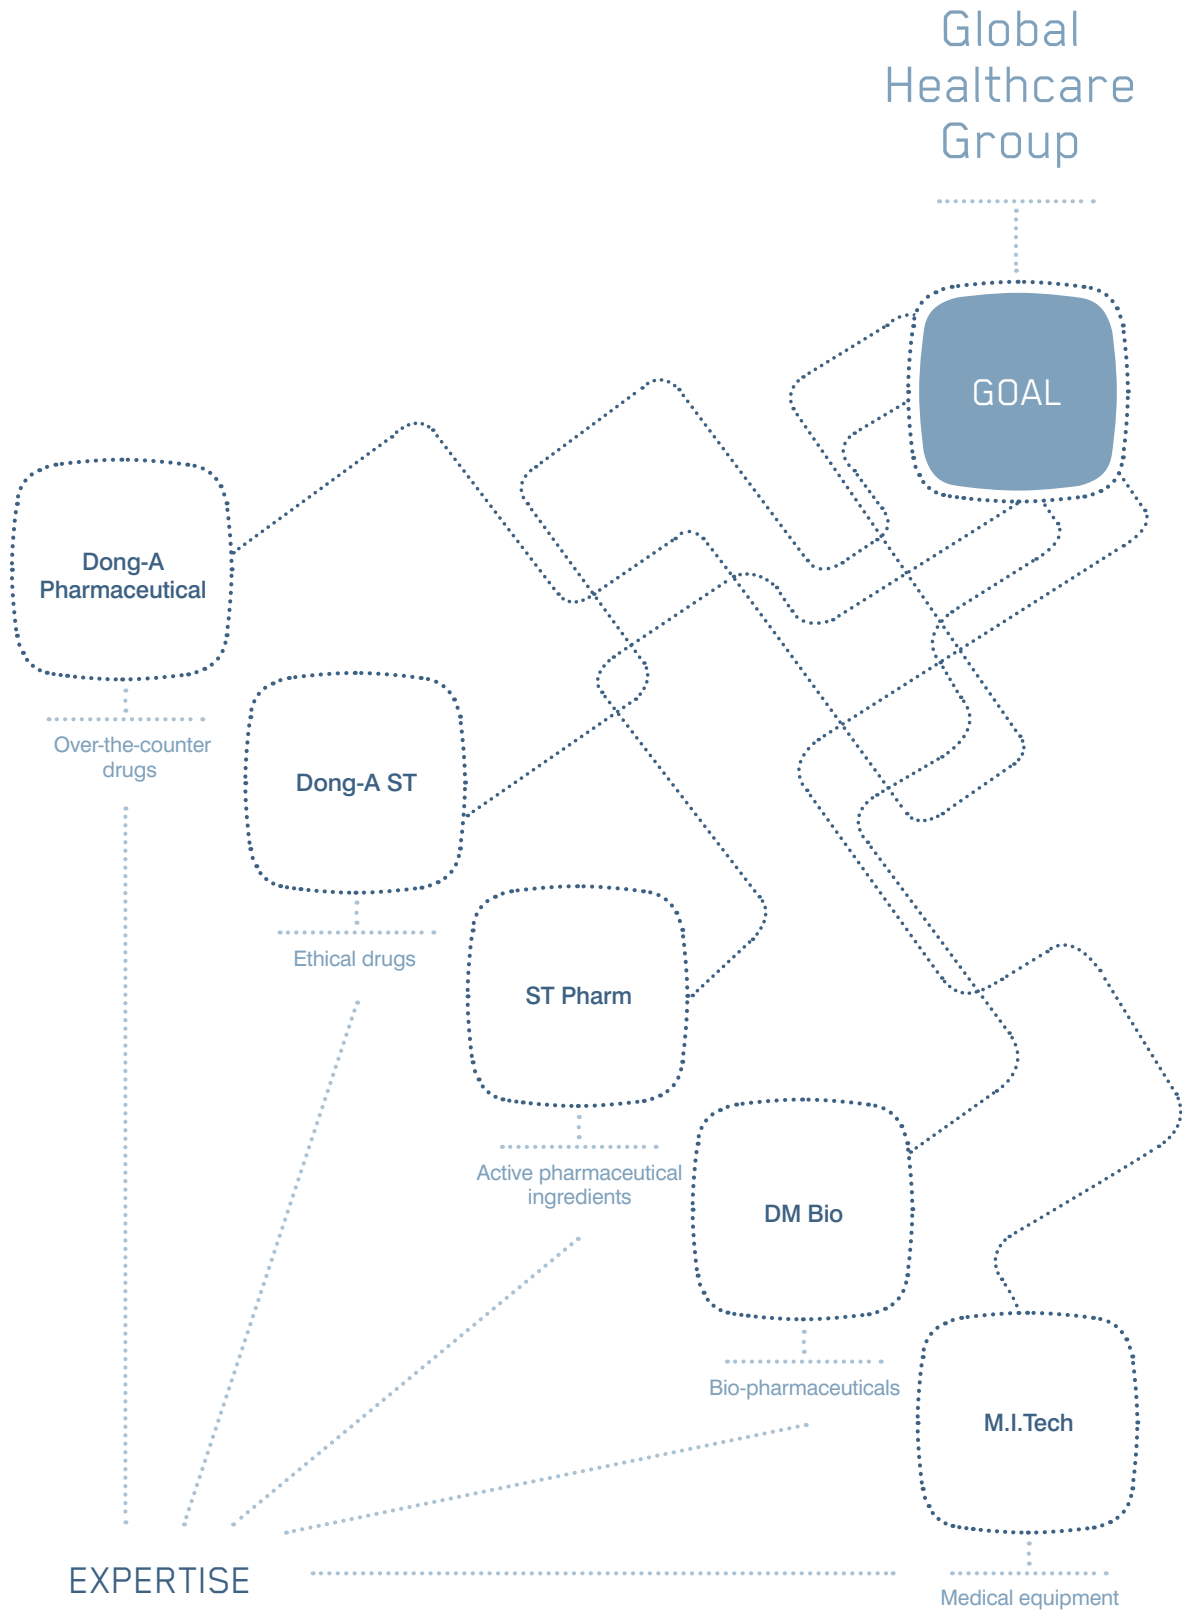 Global
Healthcare
Group
GOAL
Dong-A
Pharmaceutical
Over-the-counter
drugs
Dong-A ST
Ethical drugs
ST Pharm
Active pharmaceutical
ingredients
DM Bio
Bio-pharmaceuticals
M.I.Tech
Medical equipment
EXPERTISE